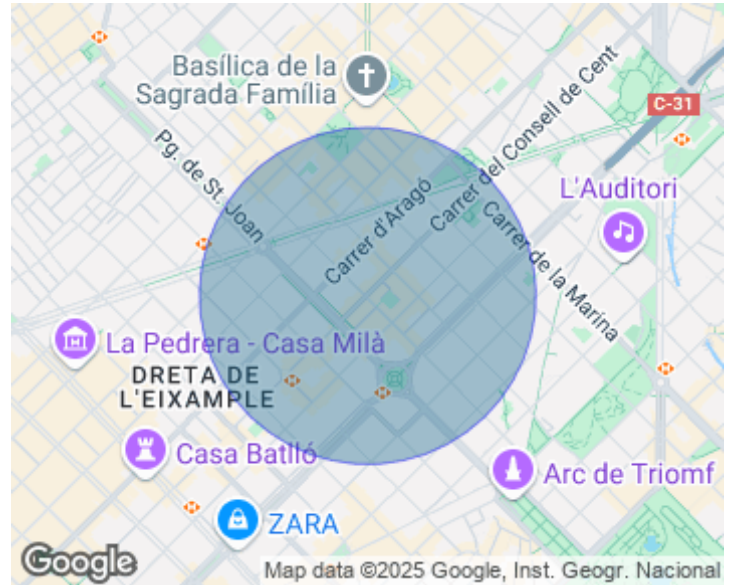 Basílica de la
Sagrada Família
C-31
Pg. de St. Joan
Carrer del Consell de Cent
L'Auditori
Carrer d'Aragó
Carrer de la Marina
La Pedrera - Casa Milà
DRETA DE
L'EIXAMPLE
Casa Batlló
Arc de Triomf
ZARA
Google
Map data ©2025 Google, Inst. Geogr. Nacional